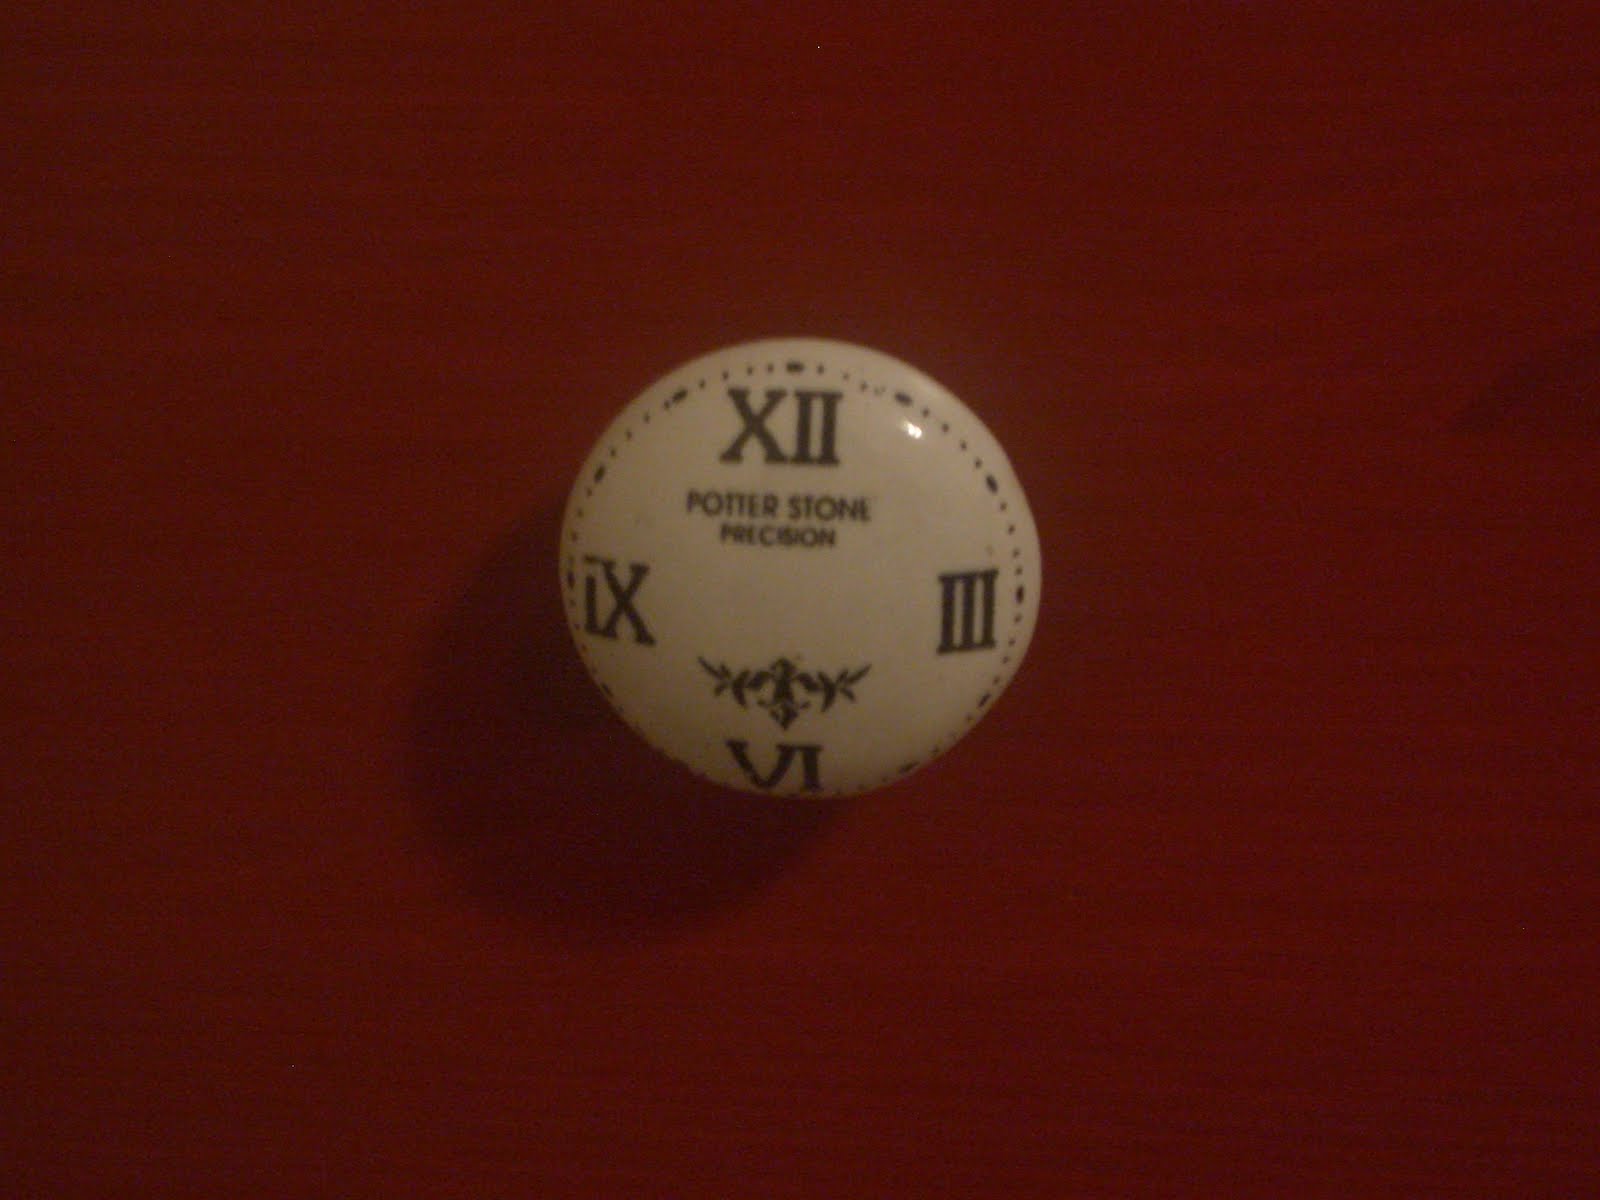 XII
POTTER STONE
PRECISION
IX III
VI